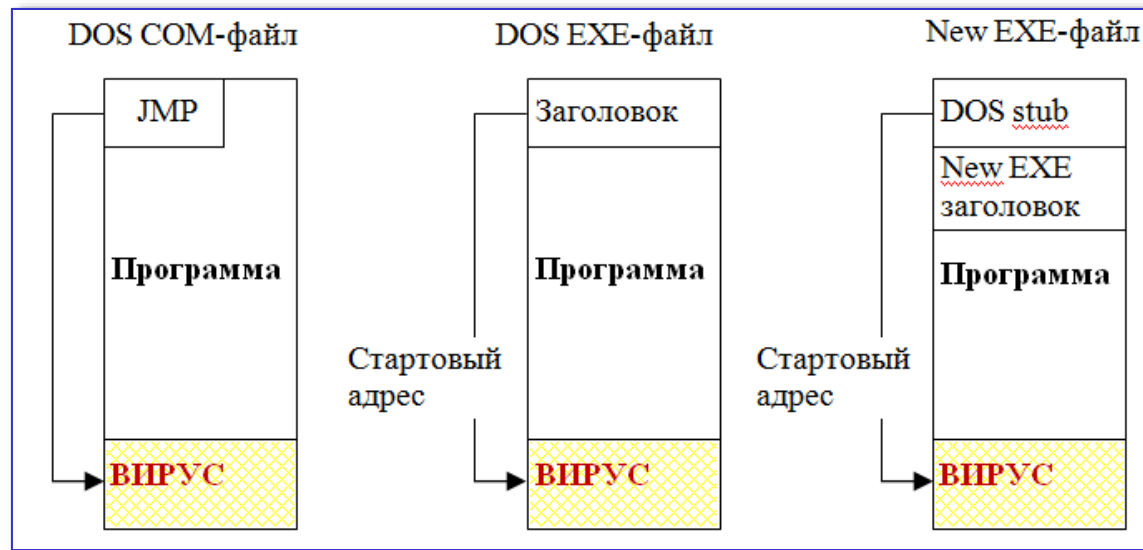 DOS COM-файл
JMP
Программа
ВИРУС
DOS EXE-файл
Заголовок
Программа
Стартовый
адрес
ВИРУС
New EXE-файл
DOS stub
New EXE
заголовок
Программа
Стартовый
адрес
ВИРУС